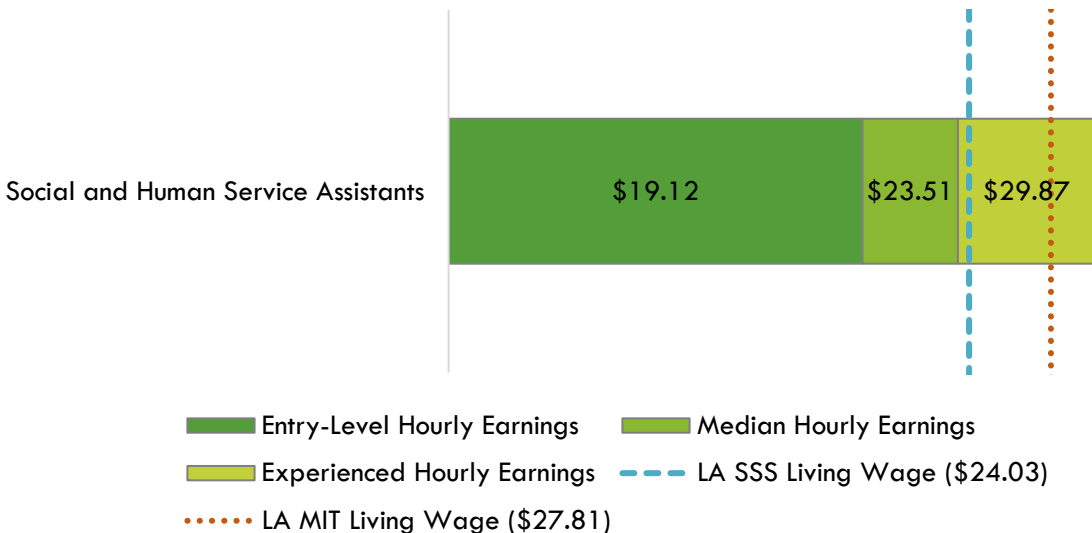 Social and Human Service Assistants
$19.12
$23.51
$29.87
Entry-Level Hourly Earnings
Median Hourly Earnings
Experienced Hourly Earnings
LA SSS Living Wage ($24.03)
LA MIT Living Wage ($27.81)